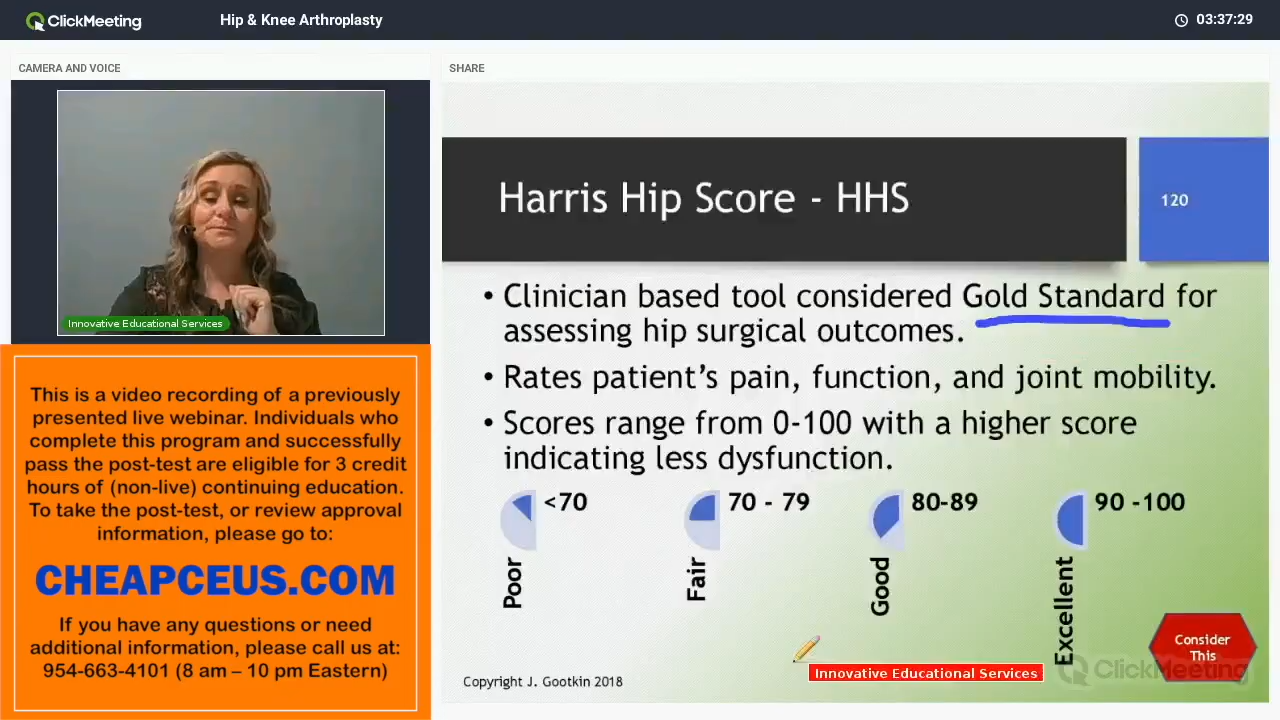 ClickMeeting
Hip & Knee Arthroplasty
03:37:29
CAMERA AND VOICE
Innovative Educational Services
This is a video recording of a previously
presented live webinar. Individuals who
complete this program and successfully
pass the post-test are eligible for 3 credit
hours of (non-live) continuing education.
To take the post-test, or review approval
information, please go to:
CHEAPCEUS.COM
If you have any questions or need
additional information, please call us at:
954-663-4101 (8 am – 10 pm Eastern)
SHARE
Harris Hip Score - HHS
120
• Clinician based tool considered Gold Standard for
assessing hip surgical outcomes.
• Rates patient’s pain, function, and joint mobility.
• Scores range from 0-100 with a higher score
indicating less dysfunction.
<70
Poor
70 - 79
Fair
80-89
Good
90 -100
Excellent
Consider
This
Innovative Educational Services
ClickMeeting
Copyright J. Gootkin 2018